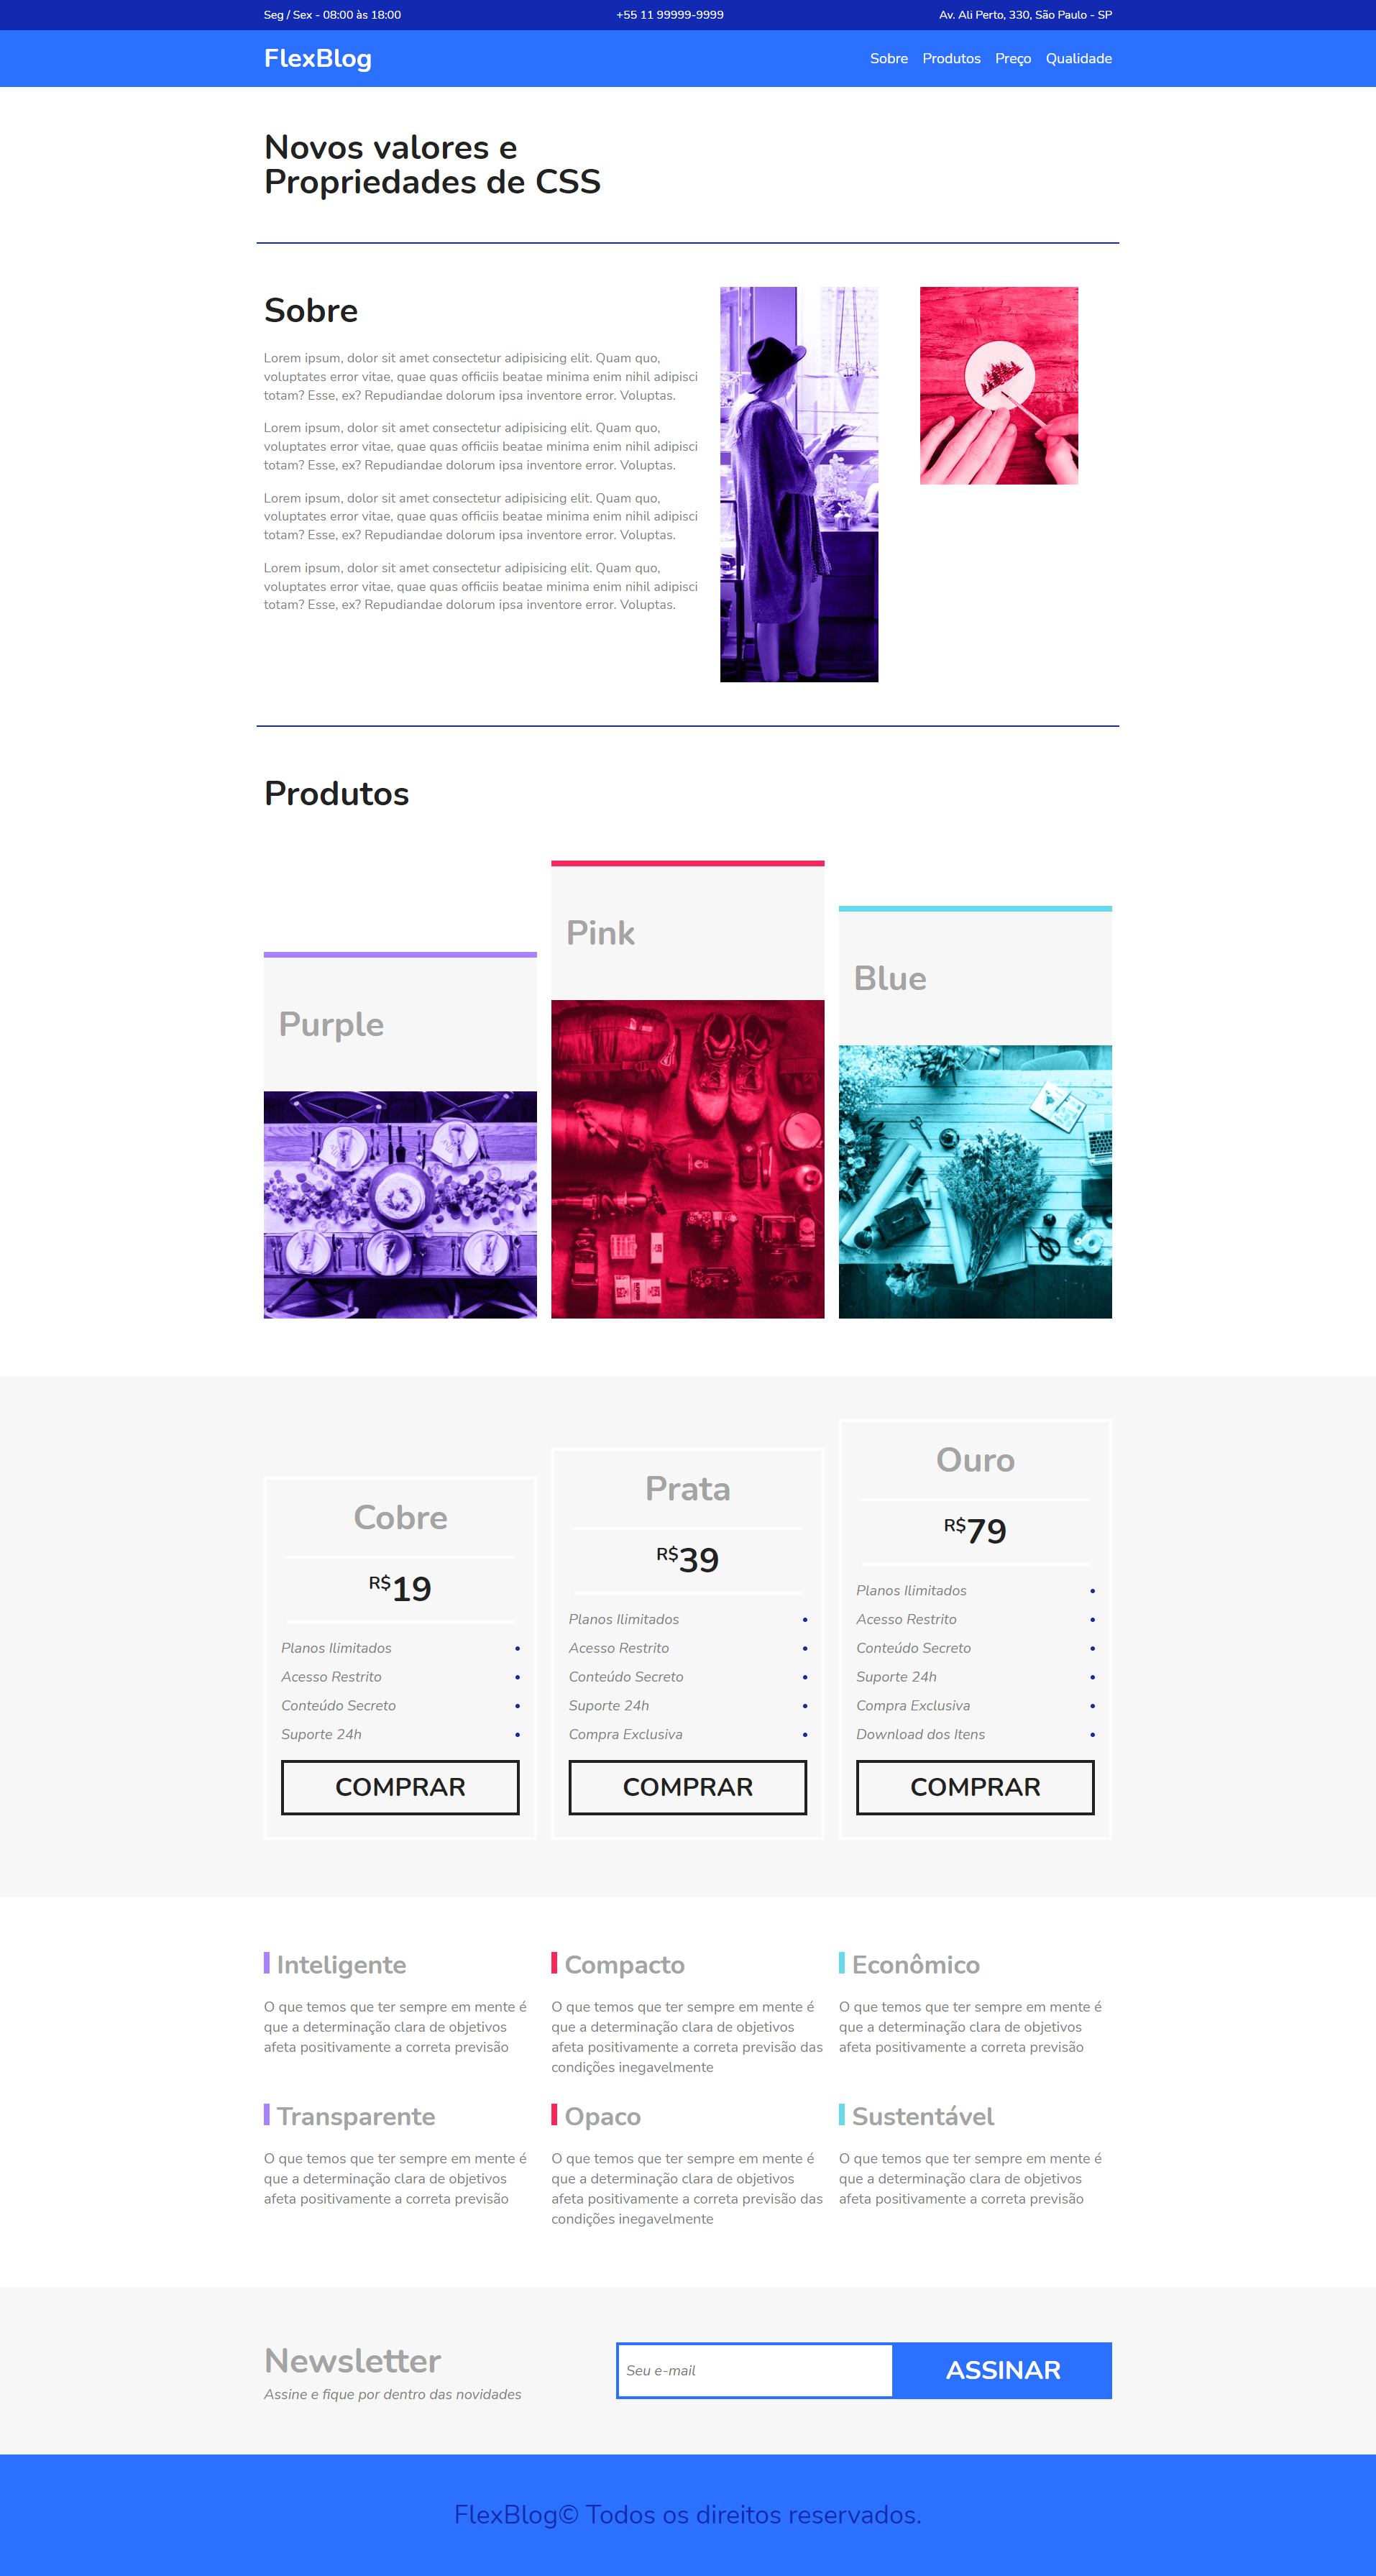 Seg / Sex - 08:00 às 18:00
+55 11 99999-9999
Av. Ali Perto, 330, São Paulo - SP
FlexBlog
Sobre Produtos Preço Qualidade
Novos valores e
Propriedades de CSS
Sobre
Lorem ipsum, dolor sit amet consectetur adipisicing elit. Quam quo,
voluptates error vitae, quae quas officiis beatae minima enim nihil adipisci
totam? Esse, ex? Repudiandae dolorum ipsa inventore error. Voluptas.
Lorem ipsum, dolor sit amet consectetur adipisicing elit. Quam quo,
voluptates error vitae, quae quas officiis beatae minima enim nihil adipisci
totam? Esse, ex? Repudiandae dolorum ipsa inventore error. Voluptas.
Lorem ipsum, dolor sit amet consectetur adipisicing elit. Quam quo,
voluptates error vitae, quae quas officiis beatae minima enim nihil adipisci
totam? Esse, ex? Repudiandae dolorum ipsa inventore error. Voluptas.
Lorem ipsum, dolor sit amet consectetur adipisicing elit. Quam quo,
voluptates error vitae, quae quas officiis beatae minima enim nihil adipisci
totam? Esse, ex? Repudiandae dolorum ipsa inventore error. Voluptas.
Produtos
Purple
Pink
Blue
Cobre
R$19
Planos Ilimitados •
Acesso Restrito •
Conteúdo Secreto •
Suporte 24h •
COMPRAR
Prata
R$39
Planos Ilimitados •
Acesso Restrito •
Conteúdo Secreto •
Suporte 24h •
Compra Exclusiva •
COMPRAR
Ouro
R$79
Planos Ilimitados •
Acesso Restrito •
Conteúdo Secreto •
Suporte 24h •
Compra Exclusiva •
Download dos Itens •
COMPRAR
Inteligente
O que temos que ter sempre em mente é
que a determinação clara de objetivos
afeta positivamente a correta previsão
Compacto
O que temos que ter sempre em mente é
que a determinação clara de objetivos
afeta positivamente a correta previsão das
condições inegavelmente
Econômico
O que temos que ter sempre em mente é
que a determinação clara de objetivos
afeta positivamente a correta previsão
Transparente
O que temos que ter sempre em mente é
que a determinação clara de objetivos
afeta positivamente a correta previsão
Opaco
O que temos que ter sempre em mente é
que a determinação clara de objetivos
afeta positivamente a correta previsão das
condições inegavelmente
Sustentável
O que temos que ter sempre em mente é
que a determinação clara de objetivos
afeta positivamente a correta previsão
Newsletter
Assine e fique por dentro das novidades
Seu e-mail
ASSINAR
FlexBlog© Todos os direitos reservados.